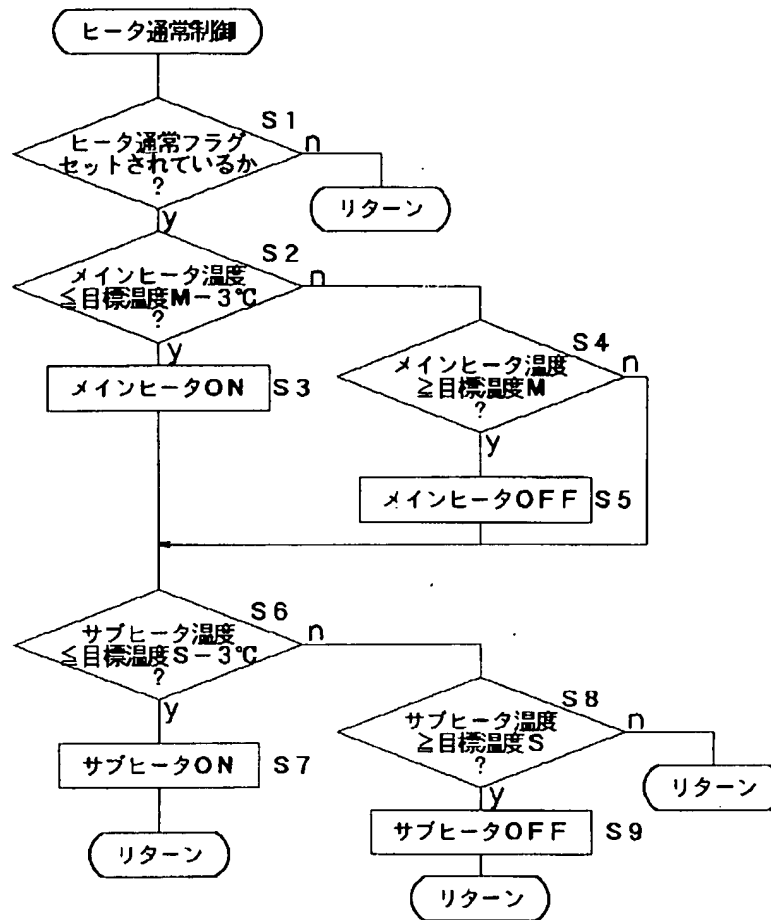 ヒータ通常制御
S1
ヒータ通常フラグ
セットされているか
?
n
リターン
y
S2
メインヒータ温度
≦目標温度M－3℃
?
n
y
メインヒータON
S3
S4
メインヒータ温度
≧目標温度M
?
n
y
メインヒータOFF
S5
S6
サブヒータ温度
≦目標温度S－3℃
?
n
y
サブヒータON
S7
リターン
S8
サブヒータ温度
≧目標温度S
?
n
リターン
y
サブヒータOFF
S9
リターン